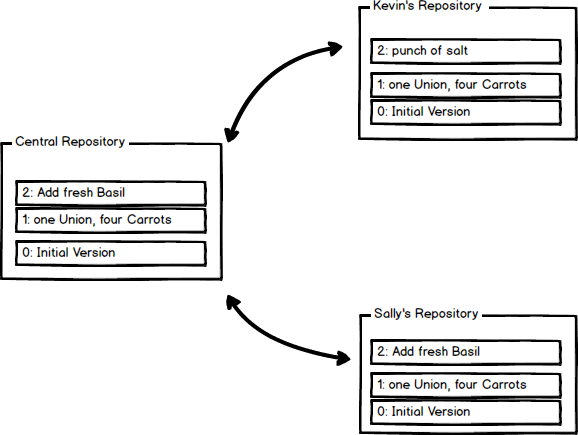 Kevin's Repository
2: punch of salt
1: one Union, four Carrots
0: Initial Version
Central Repository
2: Add fresh Basil
1: one Union, four Carrots
0: Initial Version
Sally's Repository
2: Add fresh Basil
1: one Union, four Carrots
0: Initial Version